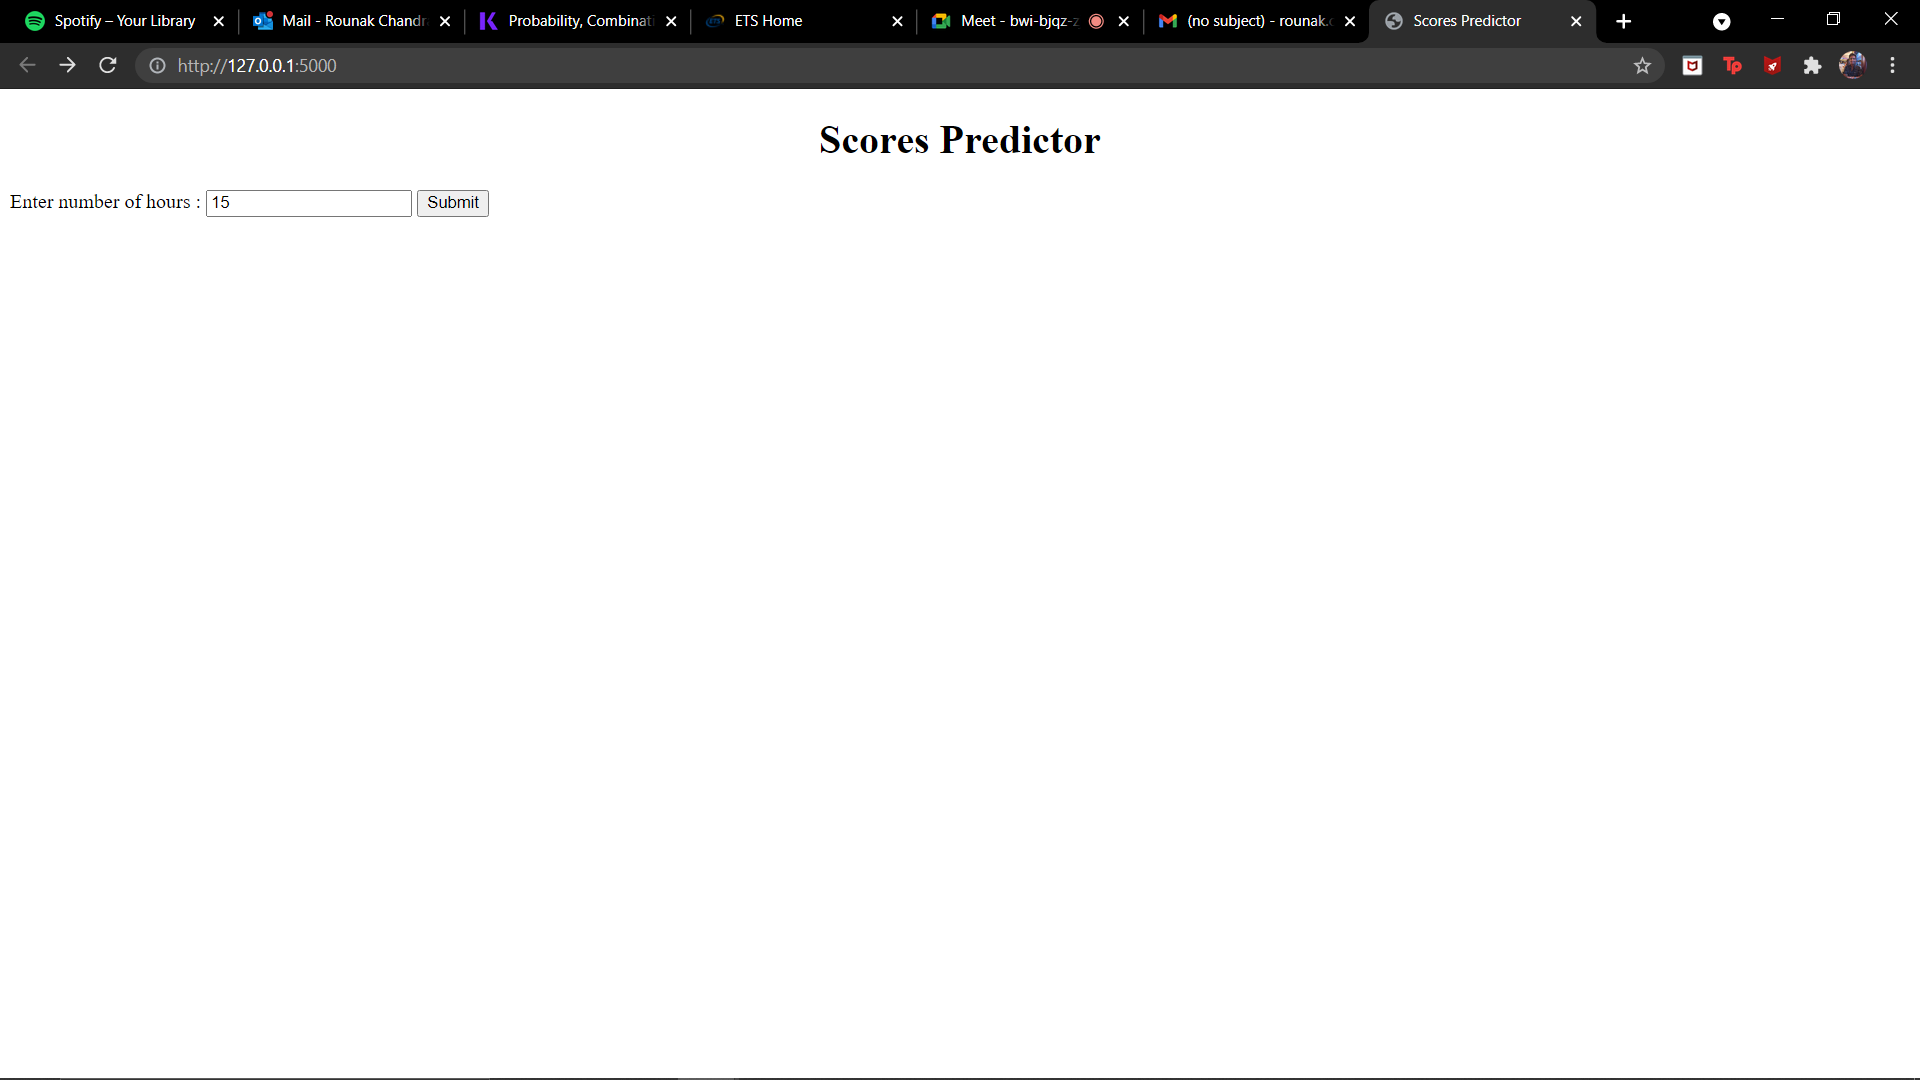 Spotify – Your Library
Mail - Rounak Chandr
Probability, Combinati
ETS Home
Meet - bwi-bjqz-z
(no subject) - rounak.c
Scores Predictor
http://127.0.0.1:5000
Tp
Scores Predictor
Enter number of hours : 15 Submit